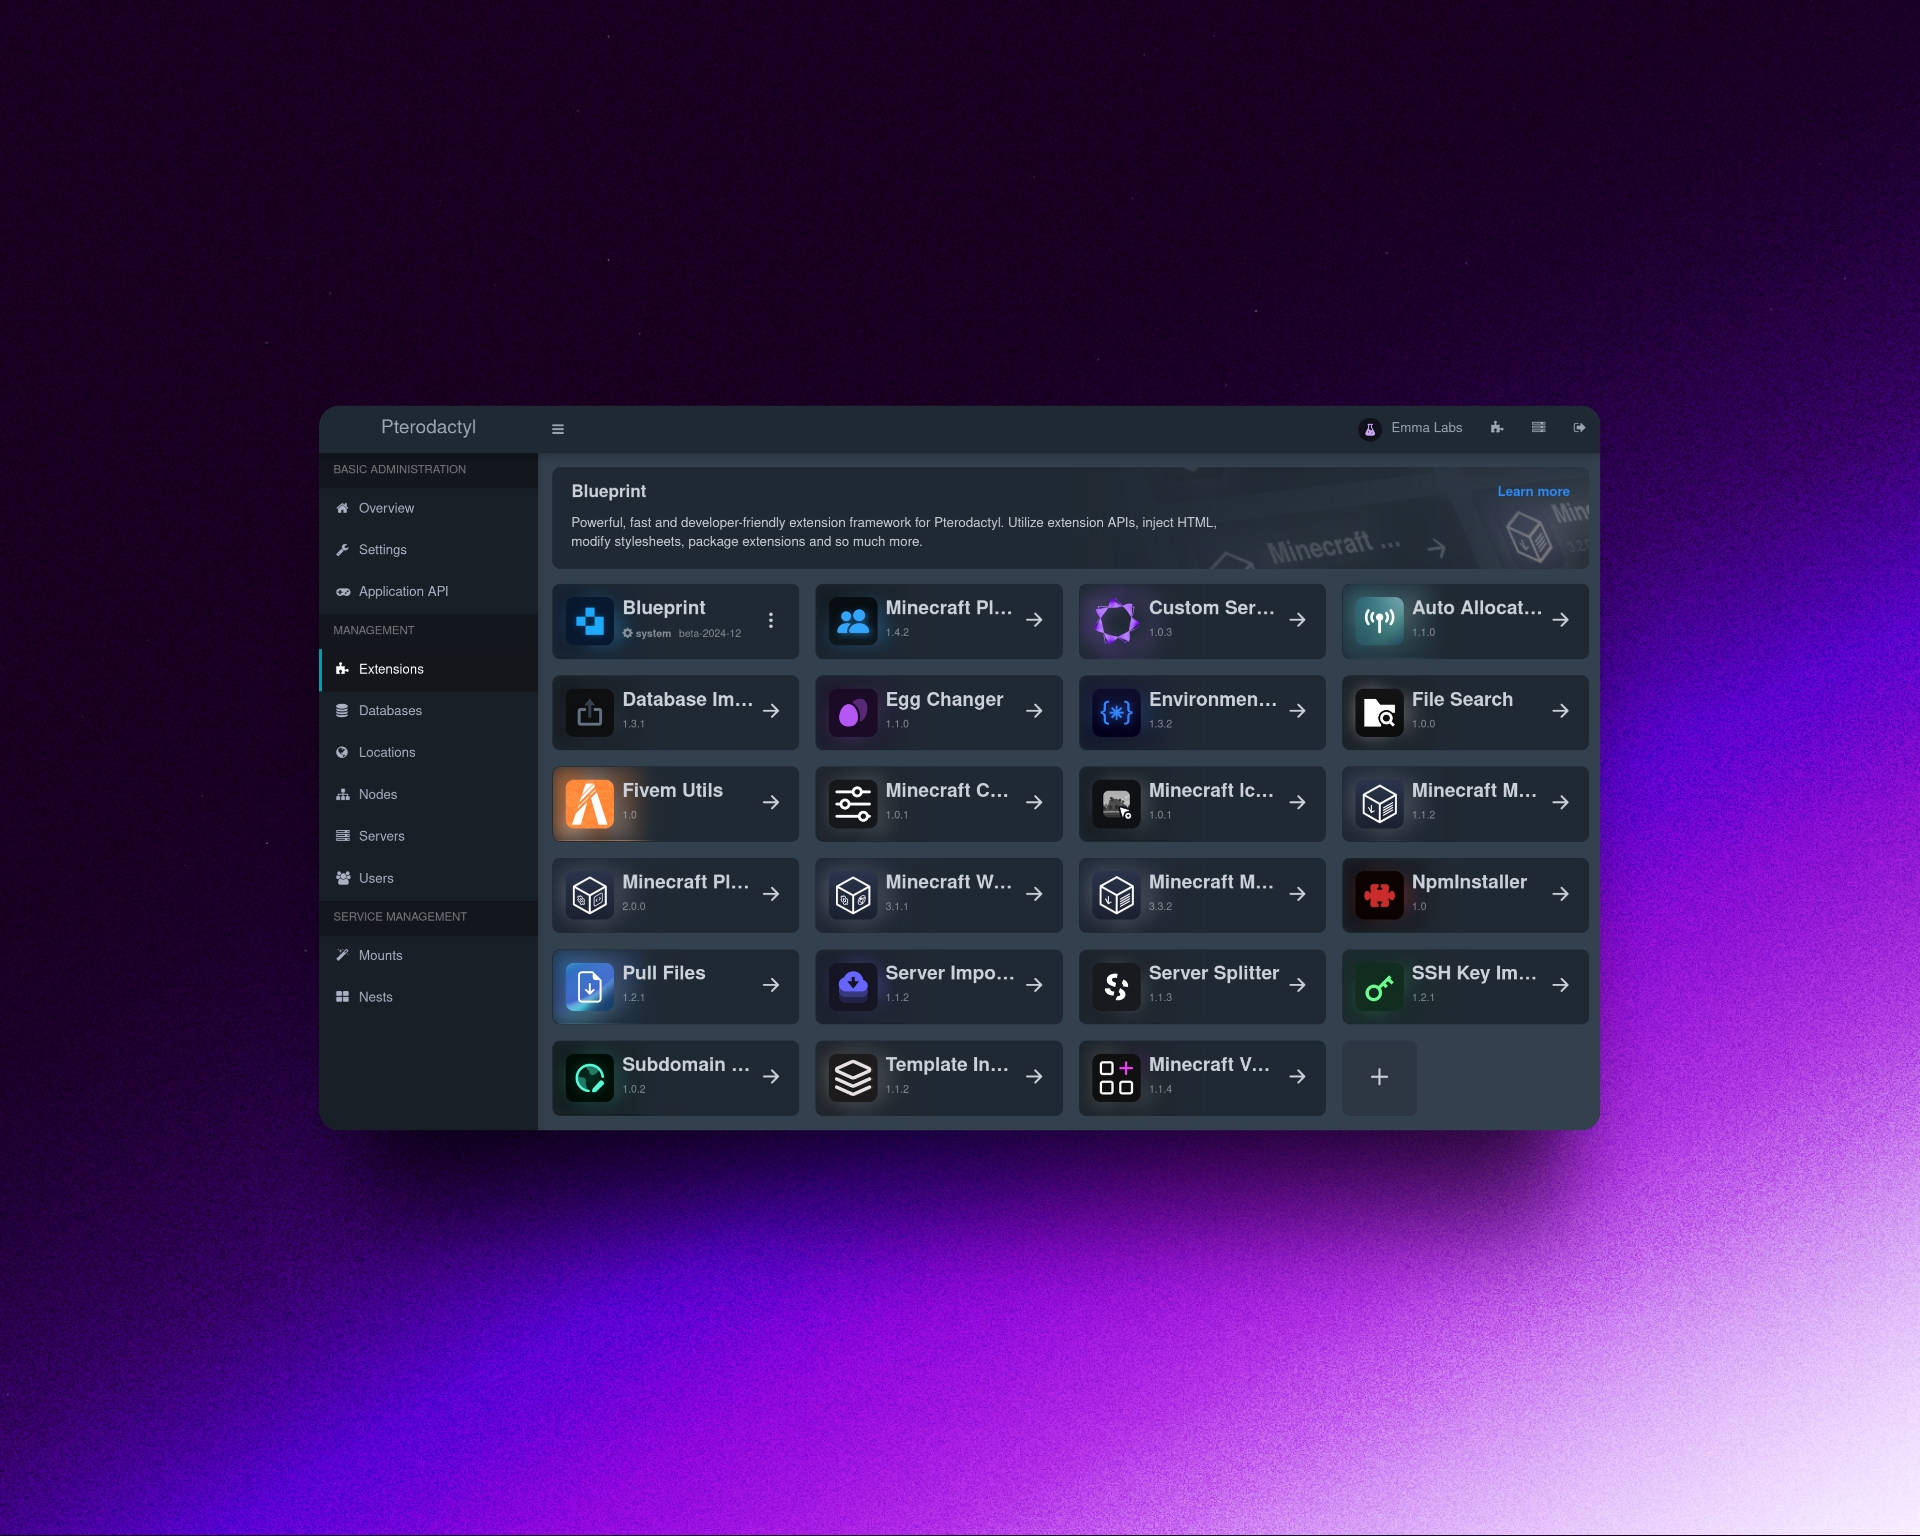 Pterodactyl
Emma Labs
BASIC ADMINISTRATION
Overview
Settings
Application API
MANAGEMENT
Extensions
Databases
Locations
Nodes
Servers
Users
SERVICE MANAGEMENT
Mounts
Nests
Blueprint
Learn more
Powerful, fast and developer-friendly extension framework for Pterodactyl. Utilize extension APIs, inject HTML,
modify stylesheets, package extensions and so much more.
Minecraft ...
Blueprint
system beta-2024-12
Minecraft Pl...
1.4.2
Custom Ser...
1.0.3
Auto Allocat...
1.1.0
Database Im...
1.3.1
Egg Changer
1.1.0
Environmen...
1.3.2
File Search
1.0.0
Fivem Utils
1.0
Minecraft C...
1.0.1
Minecraft Ic...
1.0.1
Minecraft M...
1.1.2
Minecraft Pl...
2.0.0
Minecraft W...
3.1.1
Minecraft M...
3.3.2
NpmInstaller
1.0
Pull Files
1.2.1
Server Impo...
1.1.2
Server Splitter
1.1.3
SSH Key Im...
1.2.1
Subdomain ...
1.0.2
Template In...
1.1.2
Minecraft V...
1.1.4